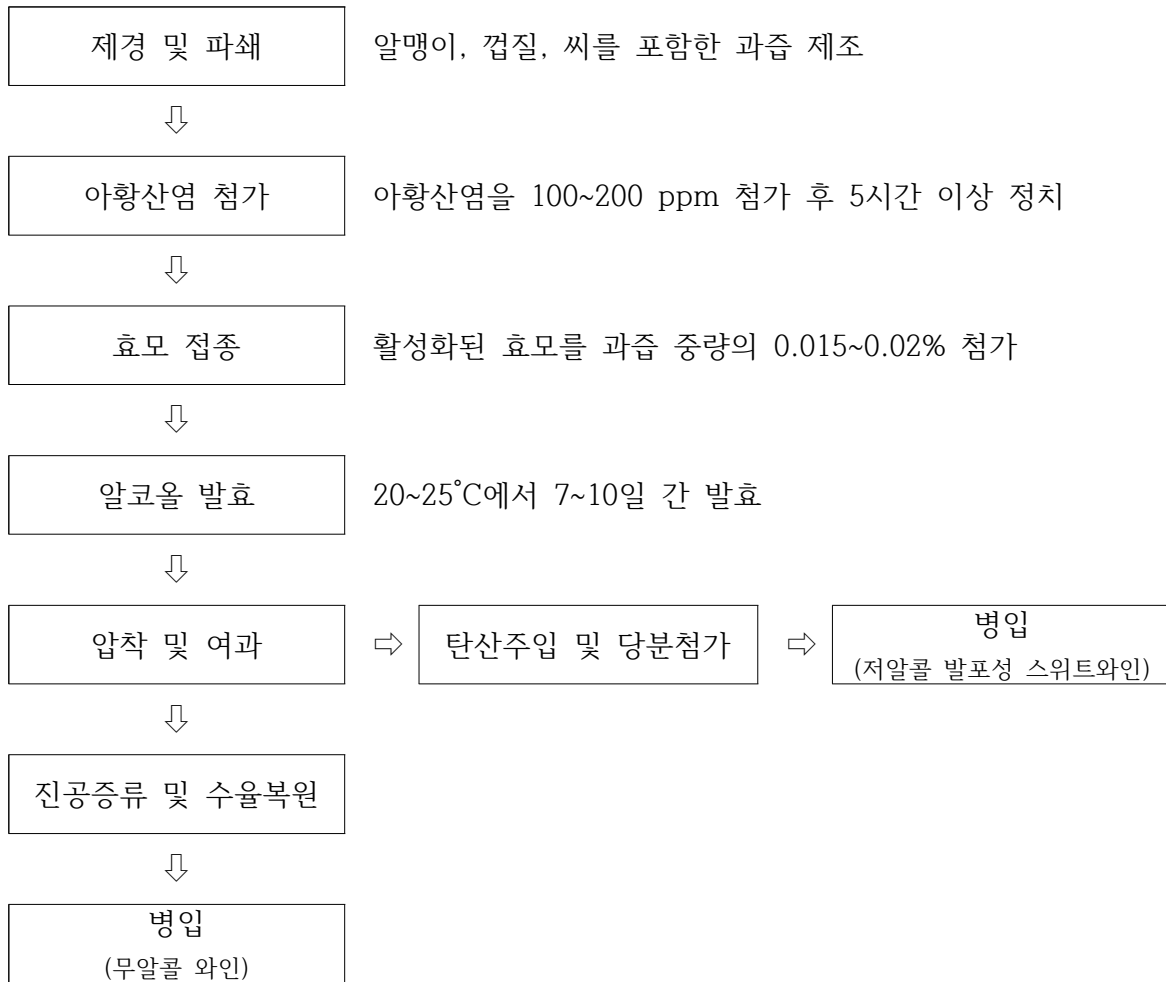 제경 및 파쇄
알맹이, 껍질, 씨를 포함한 과즙 제조
⇩
아황산염 첨가
아황산염을 100~200 ppm 첨가 후 5시간 이상 정치
⇩
효모 접종
활성화된 효모를 과즙 중량의 0.015~0.02% 첨가
⇩
알코올 발효
20~25˚C에서 7~10일 간 발효
⇩
압착 및 여과
⇨
탄산주입 및 당분첨가
⇨
병입
(저알콜 발포성 스위트와인)
⇩
진공증류 및 수율복원
⇩
병입
(무알콜 와인)